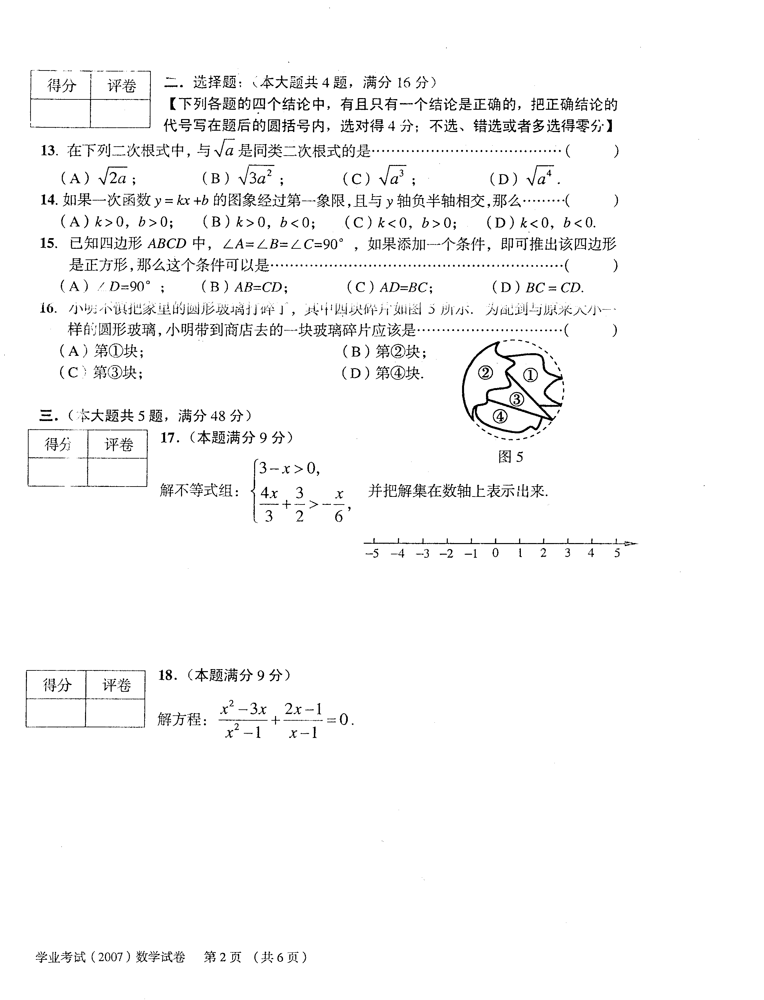 得分 评卷
二．选择题：（本大题共 4 题，满分 16 分）
【下列各题的四个结论中，有且只有一个结论是正确的，把正确结论的
代号写在题后的圆括号内，选对得 4 分；不选、错选或者多选得零分】
13. 在下列二次根式中，与 √a 是同类二次根式的是……………………………………（ ）
（A）√(2a)； （B）√(3a²)； （C）√(a³)； （D）√(a⁴)．
14. 如果一次函数 y = kx +b 的图象经过第一象限，且与 y 轴负半轴相交，那么………（ ）
（A）k>0，b>0； （B）k>0，b<0； （C）k<0，b>0； （D）k<0，b<0.
15. 已知四边形 ABCD 中，∠A=∠B=∠C=90°，如果添加一个条件，即可推出该四边形
是正方形，那么这个条件可以是……………………………………………………（ ）
（A）∠D=90°； （B）AB=CD； （C）AD=BC； （D）BC = CD.
16. 小明不慎把家里的圆形玻璃打碎了，其中四块碎片如图 5 所示．为配到与原来大小一
样的圆形玻璃，小明带到商店去的一块玻璃碎片应该是…………………………（ ）
（A）第①块； （B）第②块；
（C）第③块； （D）第④块.
② ①
③
④
图 5
三．（本大题共 5 题，满分 48 分）
得分 评卷
17.（本题满分 9 分）
解不等式组：{3－x＞0， 4x/3 + 3/2 ＞ －x/6， 并把解集在数轴上表示出来.
–5 –4 –3 –2 –1 0 1 2 3 4 5
得分 评卷
18.（本题满分 9 分）
解方程：(x²－3x)/(x²－1) + (2x－1)/(x－1) = 0．
学业考试（2007）数学试卷 第 2 页 （共 6 页）